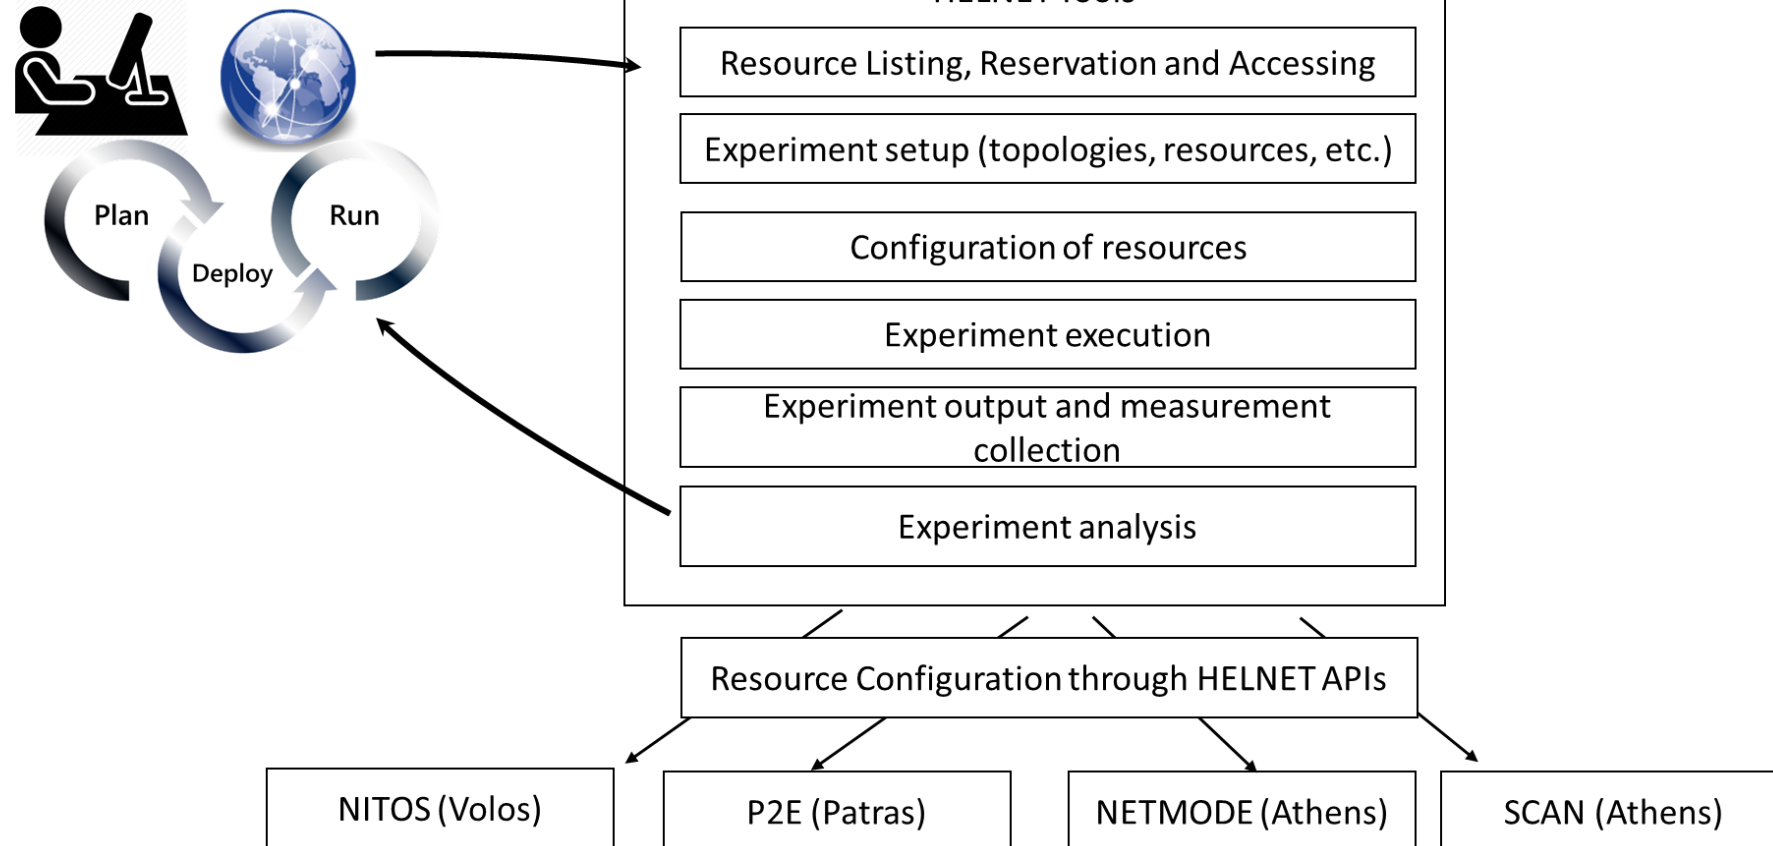 HELNET Tools
Resource Listing, Reservation and Accessing
Experiment setup (topologies, resources, etc.)
Plan
Run
Deploy
Configuration of resources
Experiment execution
Experiment output and measurement
collection
Experiment analysis
Resource Configuration through HELNET APIs
NITOS (Volos)
P2E (Patras)
NETMODE (Athens)
SCAN (Athens)